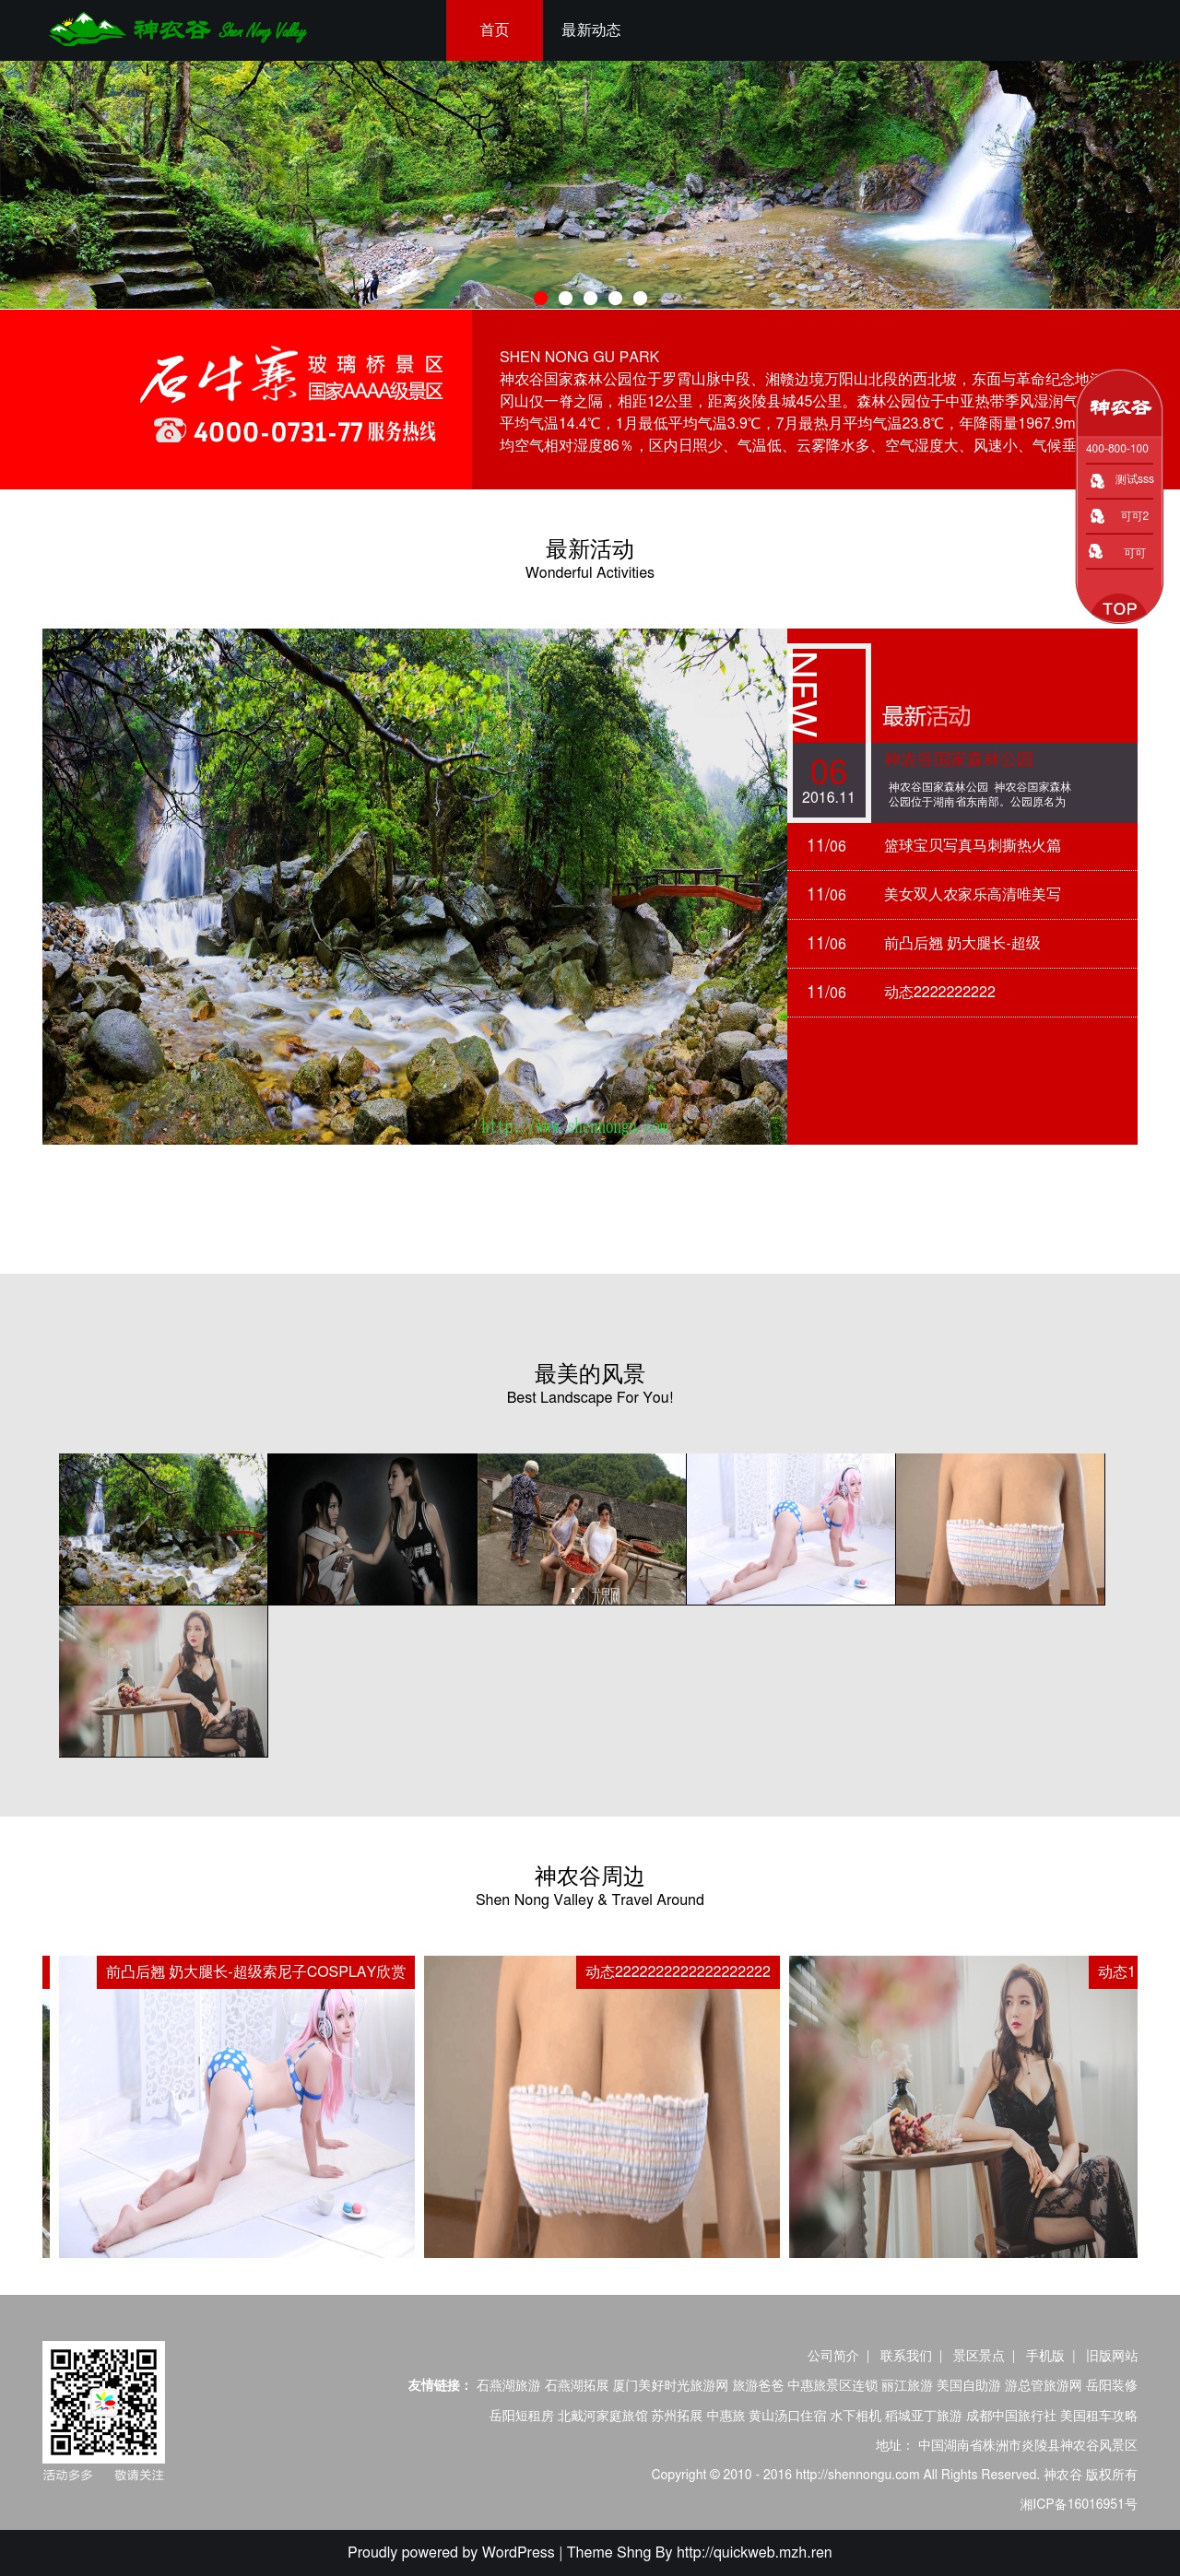 神农谷 Shen Nong Valley
首页 最新动态
石牛寨 玻璃桥景区
国家AAAA级景区
4000-0731-77 服务热线
SHEN NONG GU PARK
神农谷国家森林公园位于罗霄山脉中段、湘赣边境万阳山北段的西北坡，东面与革命纪念地
冈山仅一脊之隔，相距12公里，距离炎陵县城45公里。森林公园位于中亚热带季风湿润气
平均气温14.4℃，1月最低平均气温3.9℃，7月最热月平均气温23.8℃，年降雨量1967.9m
均空气相对湿度86％，区内日照少、气温低、云雾降水多、空气湿度大、风速小、气候垂
神农谷
400-800-100
测试sss
可可2
可可
TOP
最新活动
Wonderful Activities
NEW
最新活动
06
2016.11
神农谷国家森林公园
神农谷国家森林公园 神农谷国家森林
公园位于湖南省东南部。公园原名为
11/06 篮球宝贝写真马刺撕热火篇
11/06 美女双人农家乐高清唯美写
11/06 前凸后翘 奶大腿长-超级
11/06 动态2222222222
http://www.shennongu.com
最美的风景
Best Landscape For You!
神农谷周边
Shen Nong Valley & Travel Around
前凸后翘 奶大腿长-超级索尼子COSPLAY欣赏
动态2222222222222222222
动态1
公司简介 | 联系我们 | 景区景点 | 手机版 | 旧版网站
友情链接： 石燕湖旅游 石燕湖拓展 厦门美好时光旅游网 旅游爸爸 中惠旅景区连锁 丽江旅游 美国自助游 游总管旅游网 岳阳装修
岳阳短租房 北戴河家庭旅馆 苏州拓展 中惠旅 黄山汤口住宿 水下相机 稻城亚丁旅游 成都中国旅行社 美国租车攻略
地址： 中国湖南省株洲市炎陵县神农谷风景区
Copyright © 2010 - 2016 http://shennongu.com All Rights Reserved. 神农谷 版权所有
湘ICP备16016951号
活动多多 敬请关注
Proudly powered by WordPress | Theme Shng By http://quickweb.mzh.ren